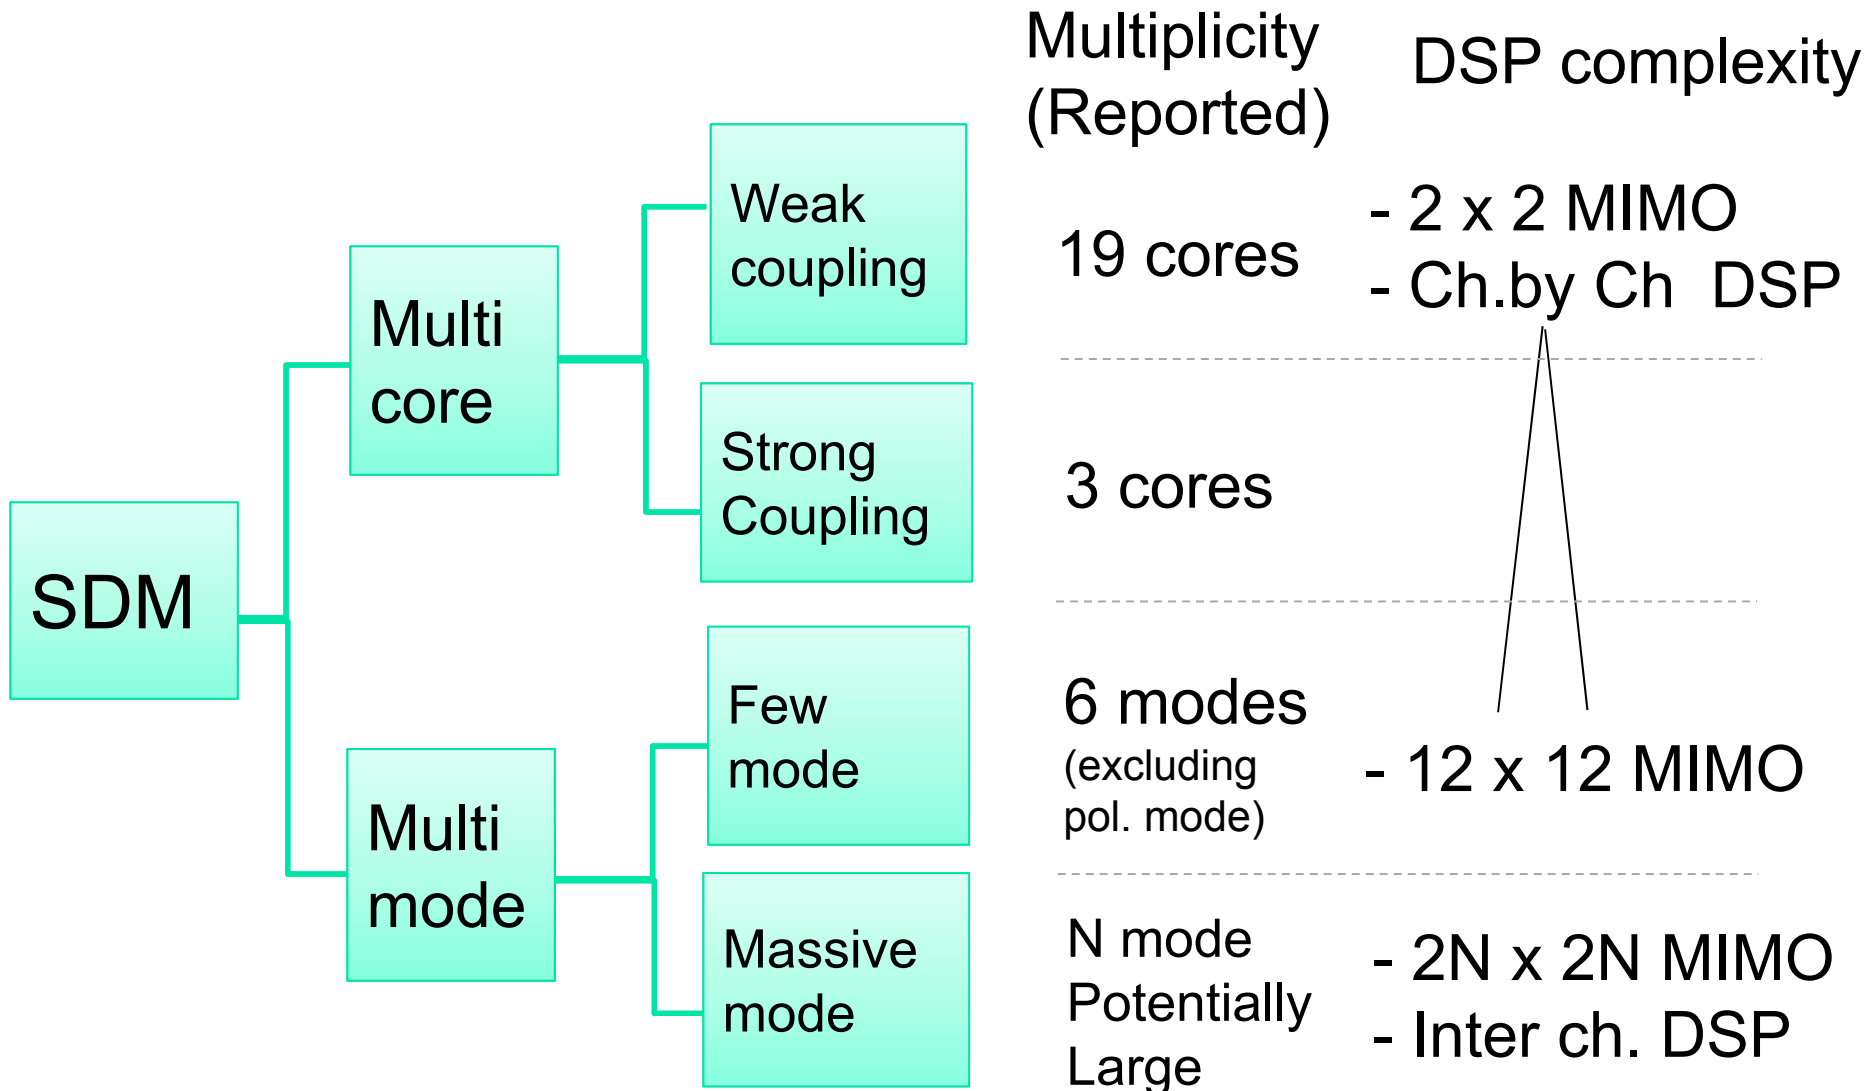 Multiplicity
(Reported)
DSP complexity
Weak
coupling
19 cores
- 2 x 2 MIMO
- Ch.by Ch  DSP
Multi
core
Strong
Coupling
3 cores
SDM
Few
mode
6 modes
(excluding
pol. mode)
- 12 x 12 MIMO
Multi
mode
Massive
mode
N mode
Potentially
Large
- 2N x 2N MIMO
- Inter ch. DSP